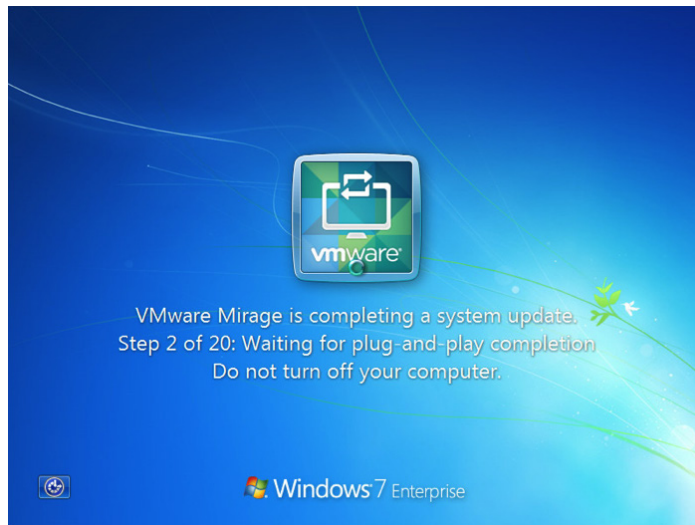 vmware
VMware Mirage is completing a system update.
Step 2 of 20: Waiting for plug-and-play completion
Do not turn off your computer.
Windows 7 Enterprise